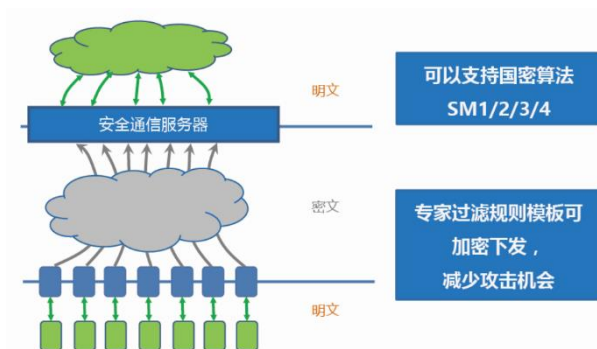 明文
安全通信服务器
密文
明文
可以支持国密算法
SM1/2/3/4
专家过滤规则模板可
加密下发，
减少攻击机会